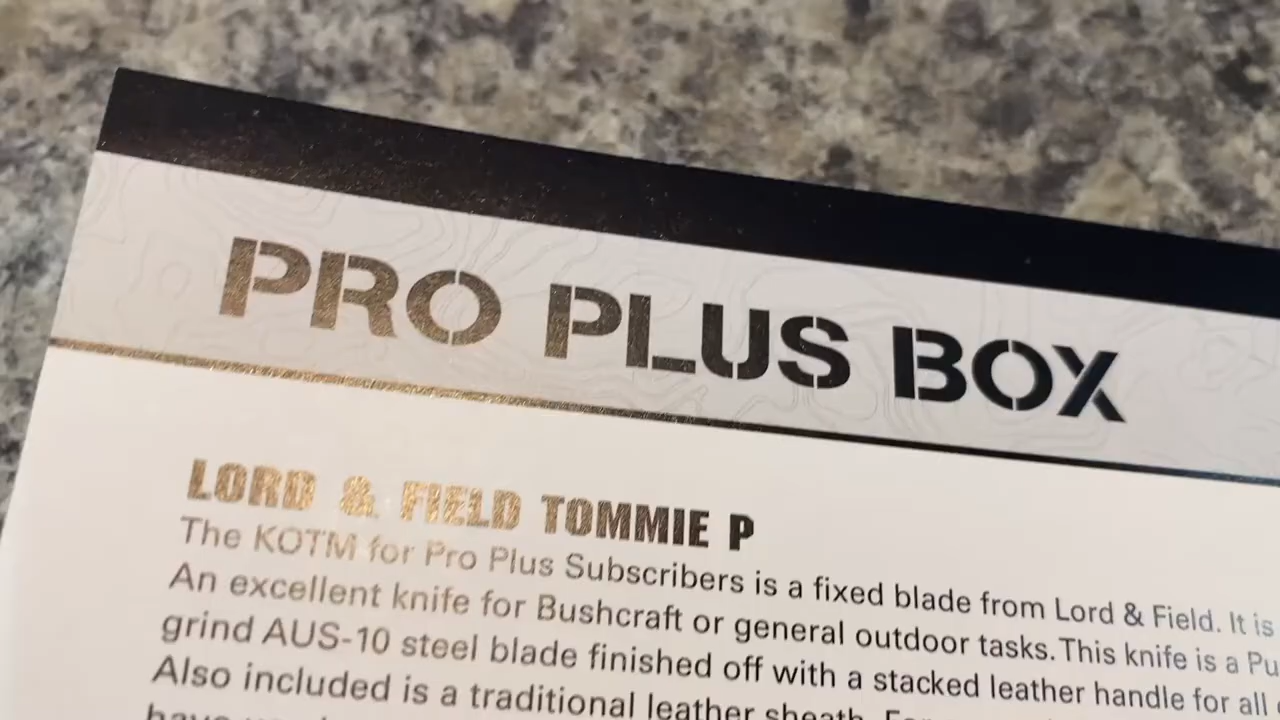 PRO PLUS BOX
LORD & FIELD TOMMIE P
The KOTM for Pro Plus Subscribers is a fixed blade from Lord & Field. It is
An excellent knife for Bushcraft or general outdoor tasks. This knife is a Pu
grind AUS-10 steel blade finished off with a stacked leather handle for all
Also included is a traditional leather sheath.
have